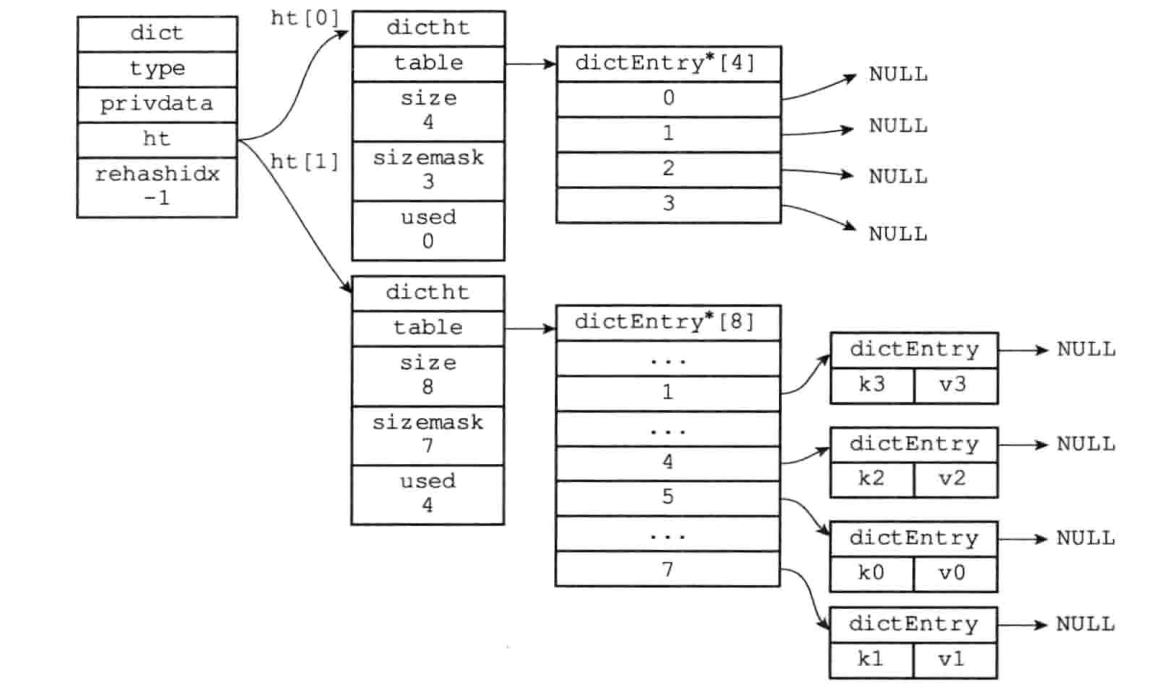 dict
type
privdata
ht
rehashidx
-1
ht[0]
ht[1]
dictht
table
size
4
sizemask
3
used
0
dictEntry*[4]
0
1
2
3
NULL
NULL
NULL
NULL
dictht
table
size
8
sizemask
7
used
4
dictEntry*[8]
...
1
...
4
5
...
7
dictEntry
k3 v3
NULL
dictEntry
k2 v2
NULL
dictEntry
k0 v0
NULL
dictEntry
k1 v1
NULL